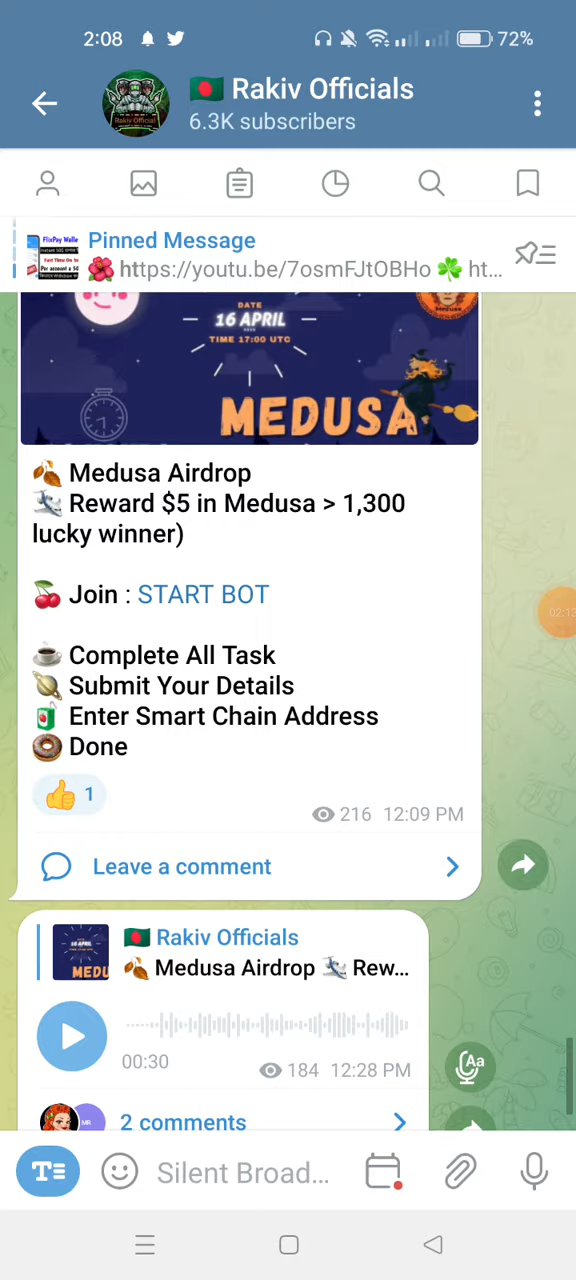 2:08
72%
Rakiv Officials
6.3K subscribers
Pinned Message
https://youtu.be/7osmFJtOBHo ht...
DATE
16 APRIL
TIME 17:00 UTC
MEDUSA
Medusa Airdrop
Reward $5 in Medusa > 1,300
lucky winner)
Join : START BOT
Complete All Task
Submit Your Details
Enter Smart Chain Address
Done
1
216 12:09 PM
Leave a comment
Rakiv Officials
Medusa Airdrop Rew...
00:30
184 12:28 PM
2 comments
Silent Broad...